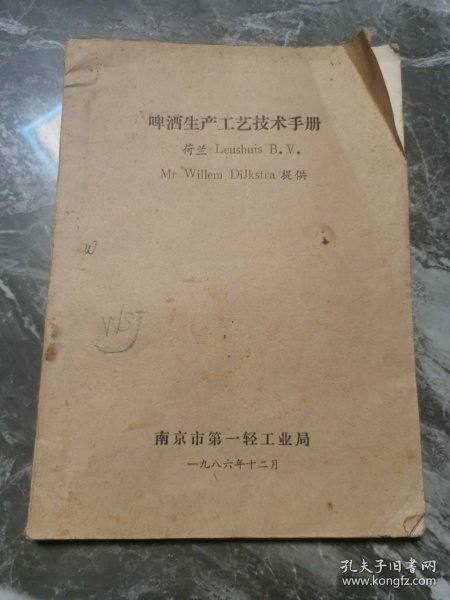 啤酒生产工艺技术手册
荷兰 Leushuis B.V.
Mr Willem DiJkstra 提供
W
WSJ
南京市第一轻工业局
一九八六年十二月
孔夫子旧书网
www.kongfz.com